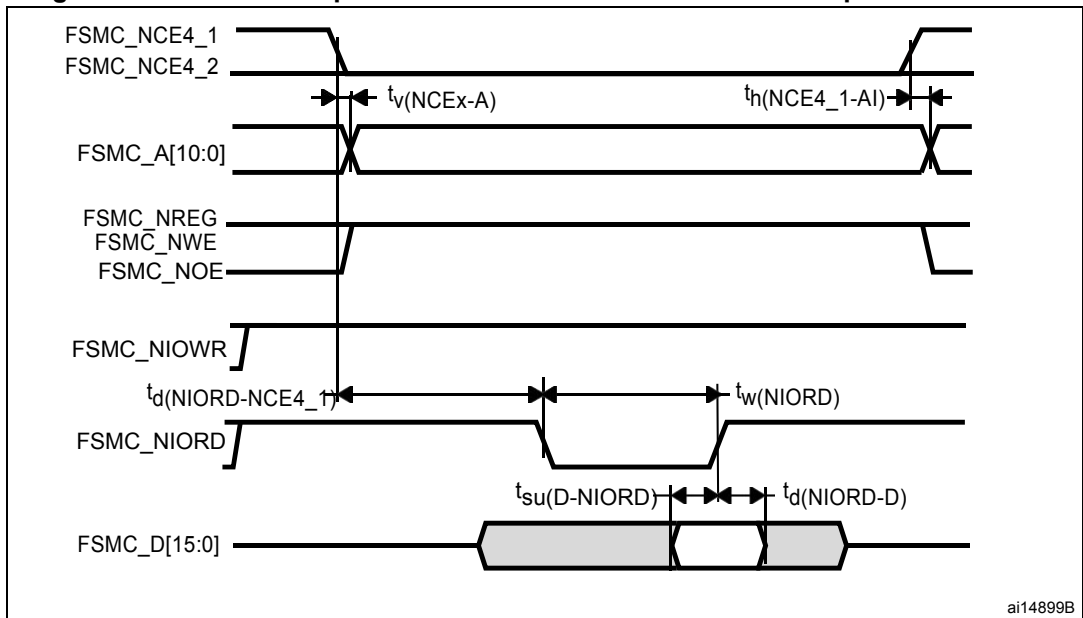 FSMC_NCE4_1
FSMC_NCE4_2
tv(NCEx-A)
th(NCE4_1-AI)
FSMC_A[10:0]
FSMC_NREG
FSMC_NWE
FSMC_NOE
FSMC_NIOWR
td(NIORD-NCE4_1)
tw(NIORD)
FSMC_NIORD
tsu(D-NIORD)
td(NIORD-D)
FSMC_D[15:0]
ai14899B